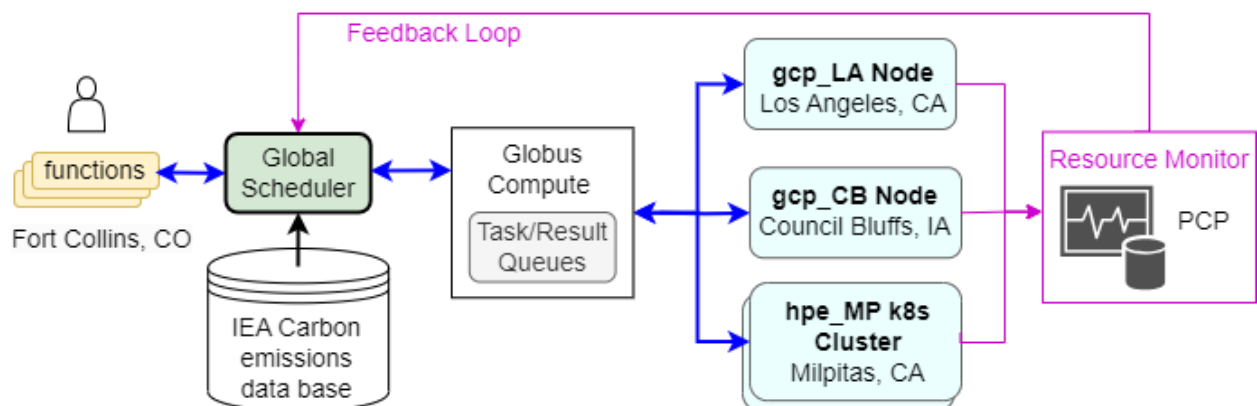 Feedback Loop
functions
Fort Collins, CO
Global
Scheduler
IEA Carbon
emissions
data base
Globus
Compute
Task/Result
Queues
gcp_LA Node
Los Angeles, CA
gcp_CB Node
Council Bluffs, IA
hpe_MP k8s
Cluster
Milpitas, CA
Resource Monitor
PCP